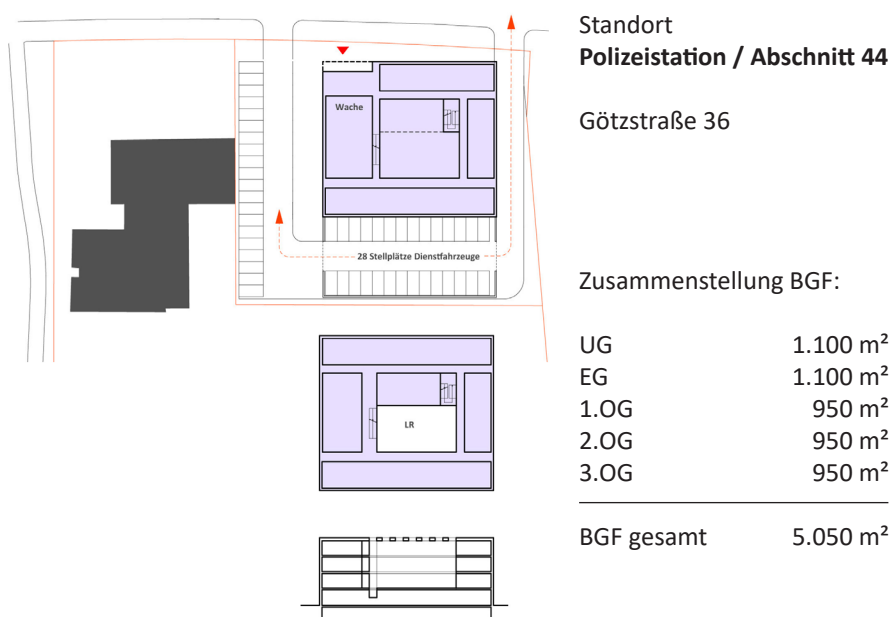 Standort
Polizeistation / Abschnitt 44
Götzstraße 36
Wache
28 Stellplätze Dienstfahrzeuge
LR
Zusammenstellung BGF:
UG 1.100 m²
EG 1.100 m²
1.OG 950 m²
2.OG 950 m²
3.OG 950 m²
BGF gesamt 5.050 m²